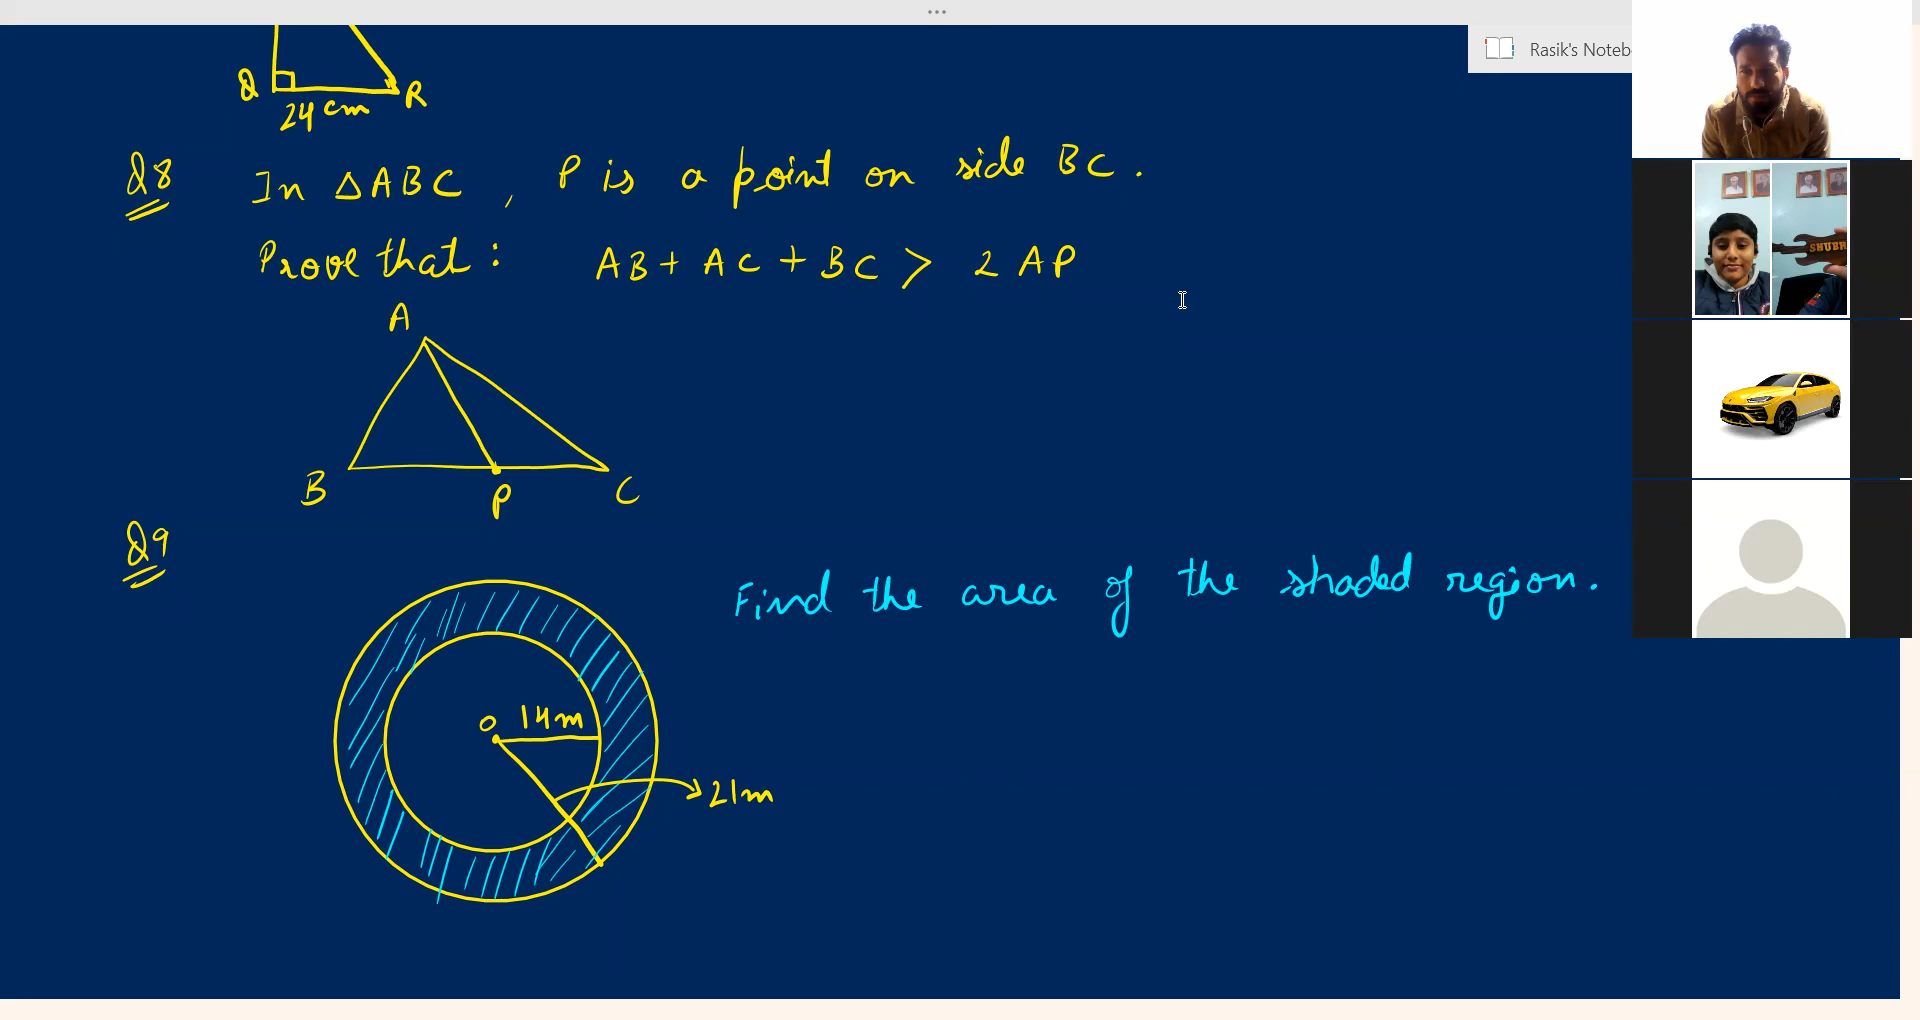 Rasik's Noteb
Q
R
24 cm
Q8 In △ABC, P is a point on side BC.
Prove that: AB + AC + BC > 2 AP
A
B
P
C
Q9
Find the area of the shaded region.
O
14m
21m
SHUBH